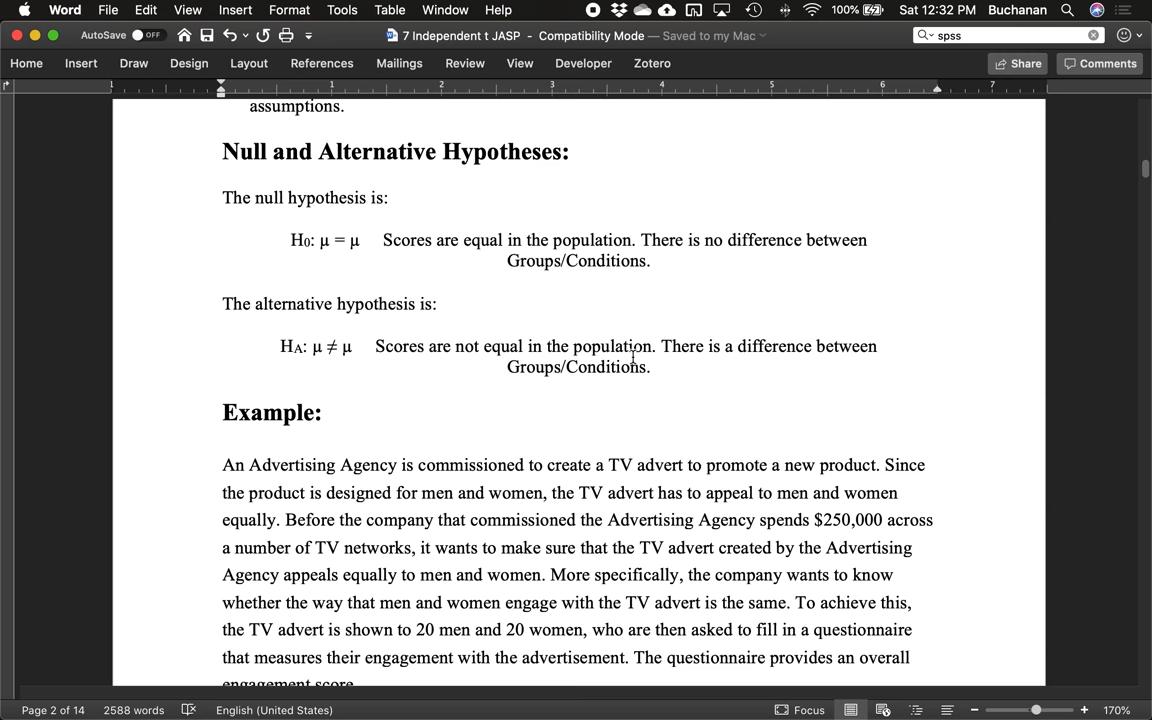 Word File Edit View Insert Format Tools Table Window Help 100% Sat 12:32 PM Buchanan
AutoSave OFF 7 Independent t JASP - Compatibility Mode — Saved to my Mac spss
Home Insert Draw Design Layout References Mailings Review View Developer Zotero Share Comments
1 1 2 3 4 5 6 7
assumptions.
Null and Alternative Hypotheses:
The null hypothesis is:
H0: μ = μ Scores are equal in the population. There is no difference between
Groups/Conditions.
The alternative hypothesis is:
HA: μ ≠ μ Scores are not equal in the population. There is a difference between
Groups/Conditions.
Example:
An Advertising Agency is commissioned to create a TV advert to promote a new product. Since
the product is designed for men and women, the TV advert has to appeal to men and women
equally. Before the company that commissioned the Advertising Agency spends $250,000 across
a number of TV networks, it wants to make sure that the TV advert created by the Advertising
Agency appeals equally to men and women. More specifically, the company wants to know
whether the way that men and women engage with the TV advert is the same. To achieve this,
the TV advert is shown to 20 men and 20 women, who are then asked to fill in a questionnaire
that measures their engagement with the advertisement. The questionnaire provides an overall
engagement score.
Page 2 of 14 2588 words English (United States) Focus 170%